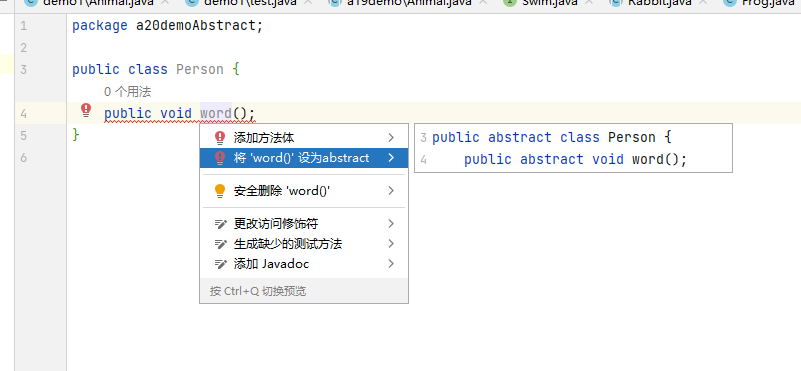 demo1\Animal.java demo1\test.java a19demo\Animal.java Swim.java Rabbit.java Frog.java
1 package a20demoAbstract;
2
3 public class Person {
0 个用法
4 public void word();
5 }
6
添加方法体
将 'word()' 设为abstract
安全删除 'word()'
更改访问修饰符
生成缺少的测试方法
添加 Javadoc
按 Ctrl+Q 切换预览
3 public abstract class Person {
4 public abstract void word();